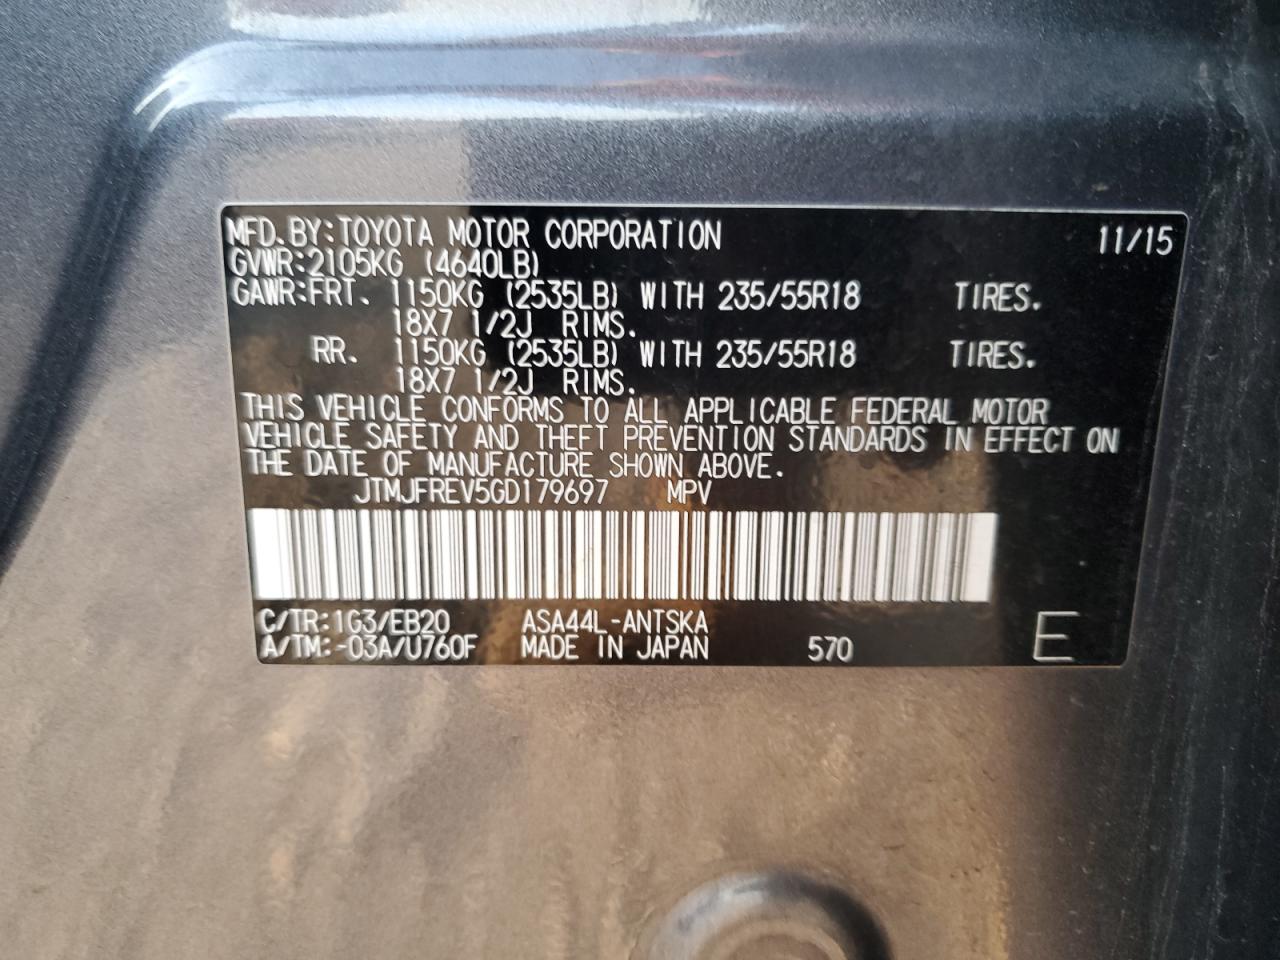 MFD. BY: TOYOTA MOTOR CORPORATION 11/15
GVWR: 2105KG (4640LB)
GAWR: FRT. 1150KG (2535LB) WITH 235/55R18 TIRES.
18X7 1/2J RIMS.
RR. 1150KG (2535LB) WITH 235/55R18 TIRES.
18X7 1/2J RIMS.
THIS VEHICLE CONFORMS TO ALL APPLICABLE FEDERAL MOTOR
VEHICLE SAFETY AND THEFT PREVENTION STANDARDS IN EFFECT ON
THE DATE OF MANUFACTURE SHOWN ABOVE.
JTMJFREV5GD179697 MPV
C/TR: 1G3/EB20 ASA44L-ANTSKA
A/TM: -03A/U760F MADE IN JAPAN 570 E